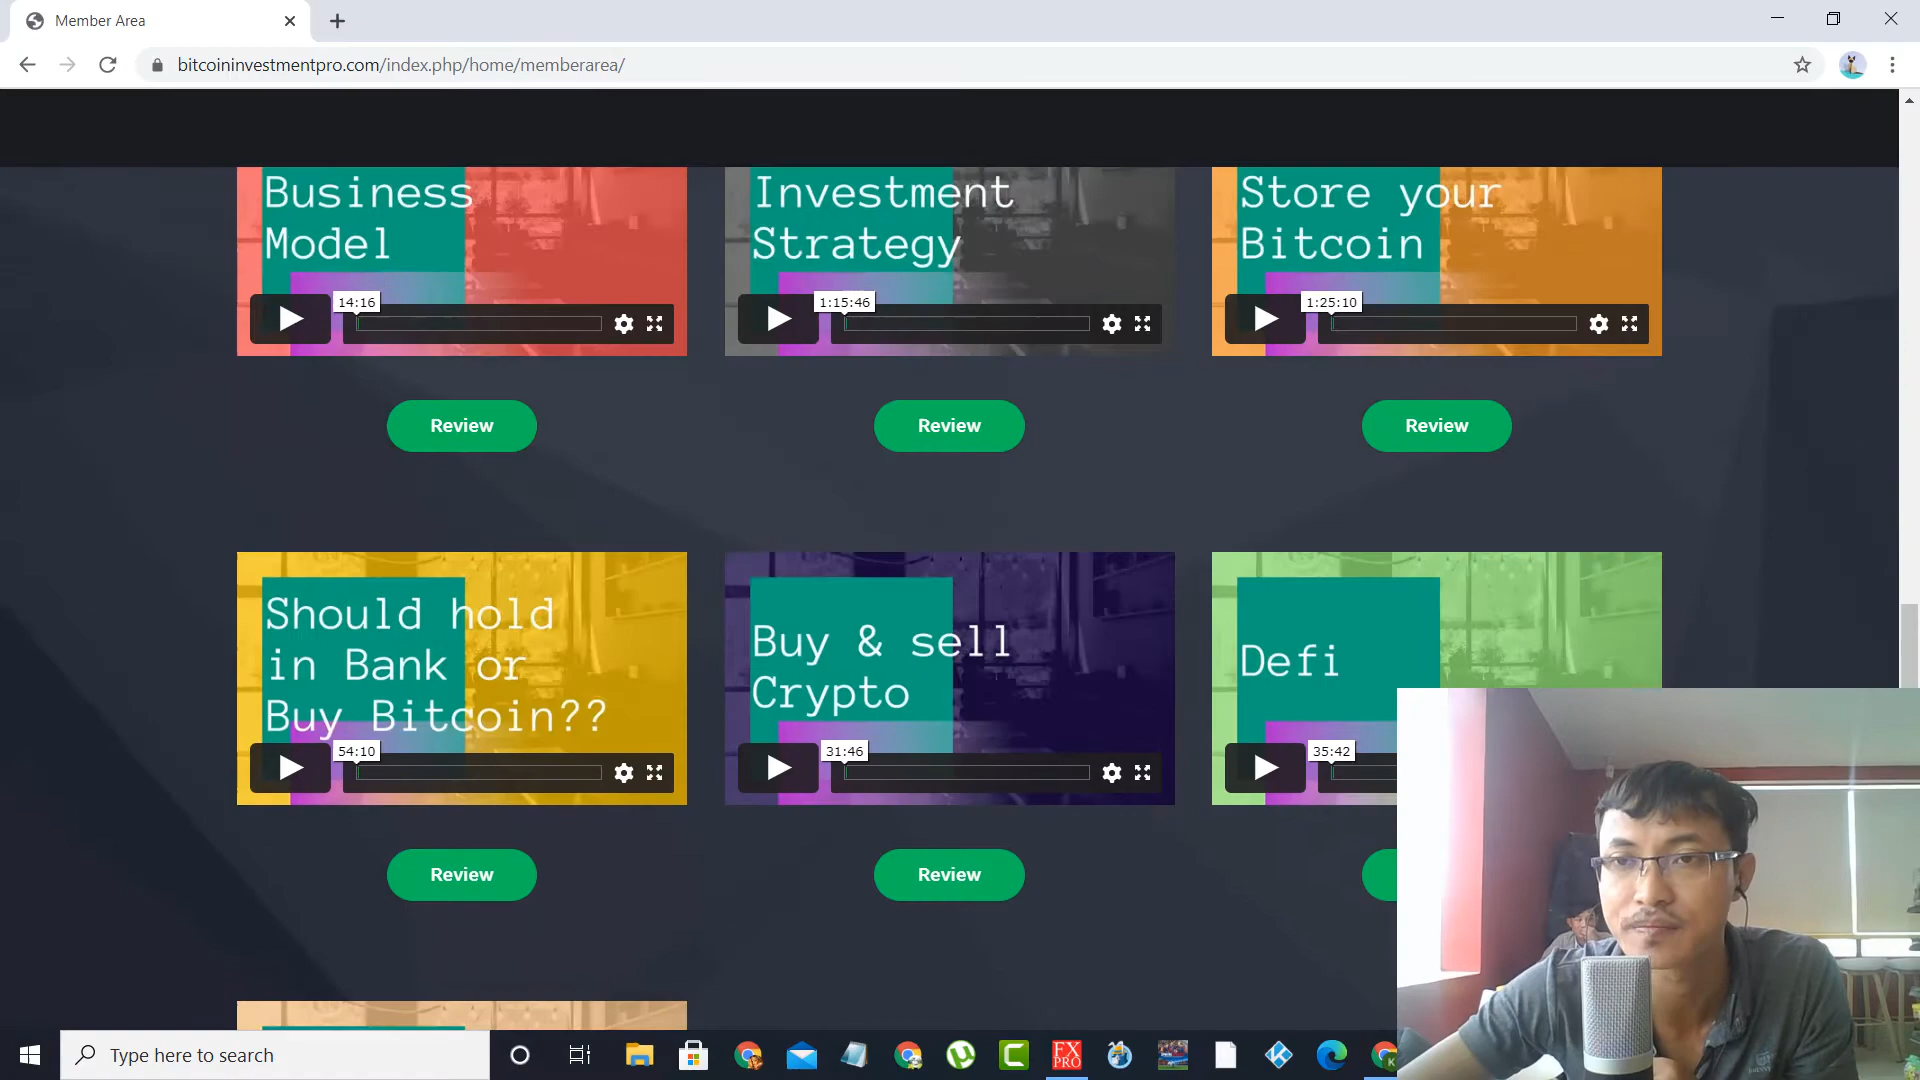 Member Area
bitcoininvestmentpro.com/index.php/home/memberarea/
Business
Model
14:16
Investment
Strategy
1:15:46
Store your
Bitcoin
1:25:10
Review
Review
Review
Should hold
in Bank or
Buy Bitcoin??
54:10
Buy & sell
Crypto
31:46
Defi
35:42
Review
Review
Type here to search
FX
PRO
K